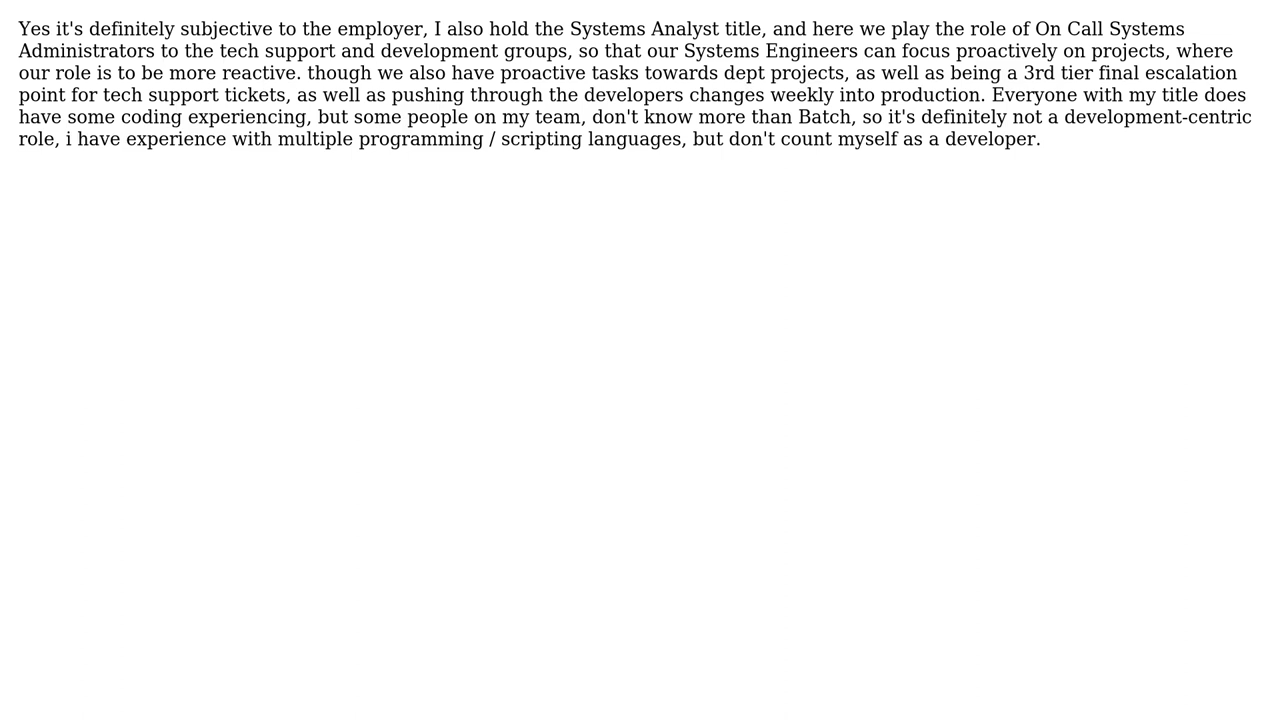 Yes it's definitely subjective to the employer, I also hold the Systems Analyst title, and here we play the role of On Call Systems
Administrators to the tech support and development groups, so that our Systems Engineers can focus proactively on projects, where
our role is to be more reactive. though we also have proactive tasks towards dept projects, as well as being a 3rd tier final escalation
point for tech support tickets, as well as pushing through the developers changes weekly into production. Everyone with my title does
have some coding experiencing, but some people on my team, don't know more than Batch, so it's definitely not a development-centric
role, i have experience with multiple programming / scripting languages, but don't count myself as a developer.